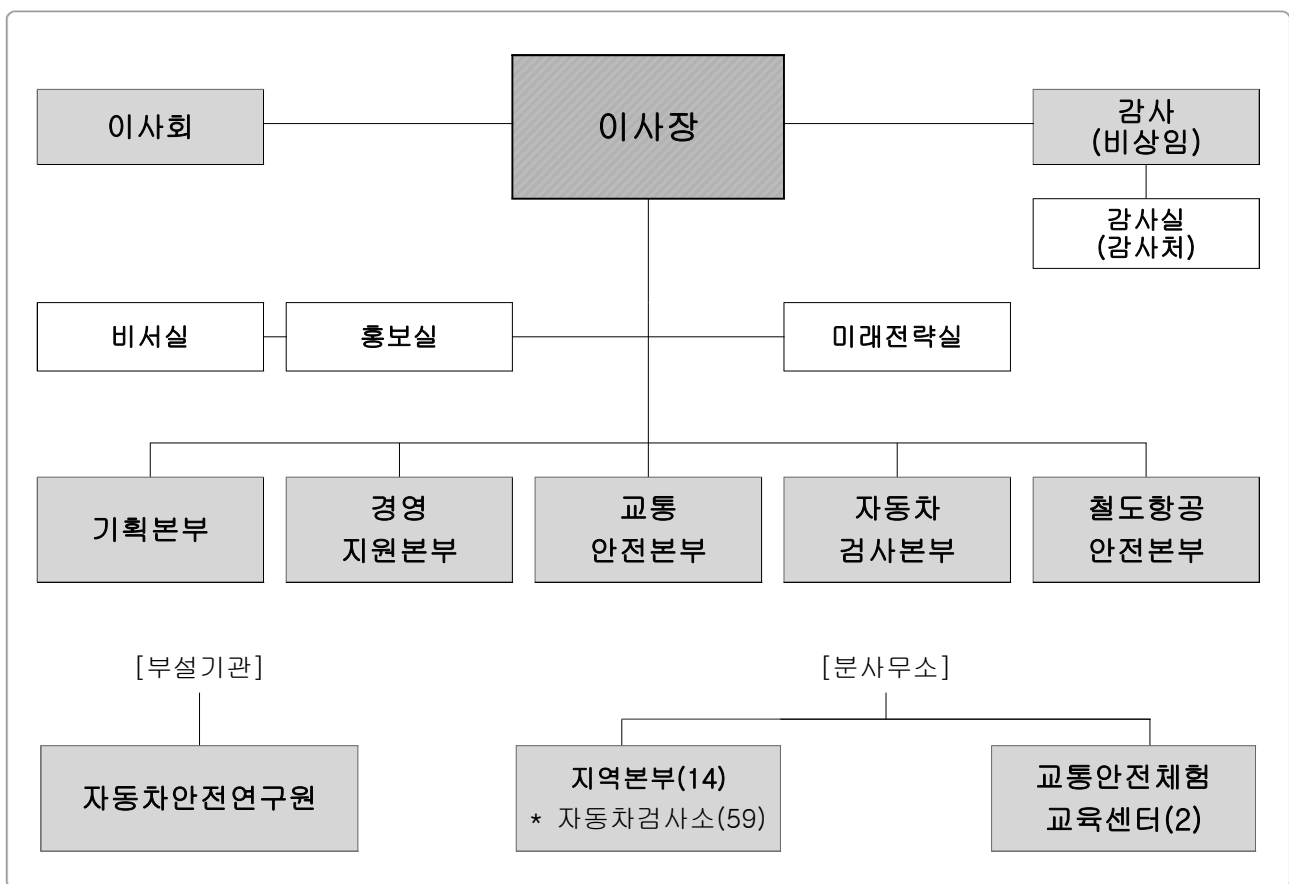 이사회
이사장
감사
(비상임)
감사실
(감사처)
비서실
홍보실
미래전략실
기획본부
경영
지원본부
교통
안전본부
자동차
검사본부
철도항공
안전본부
[부설기관]
[분사무소]
자동차안전연구원
지역본부(14)
* 자동차검사소(59)
교통안전체험
교육센터(2)